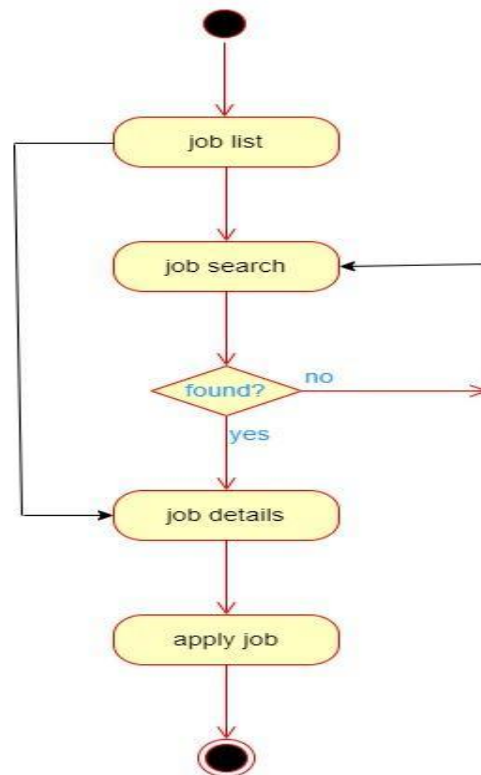 job list
job search
found?
no
yes
job details
apply job